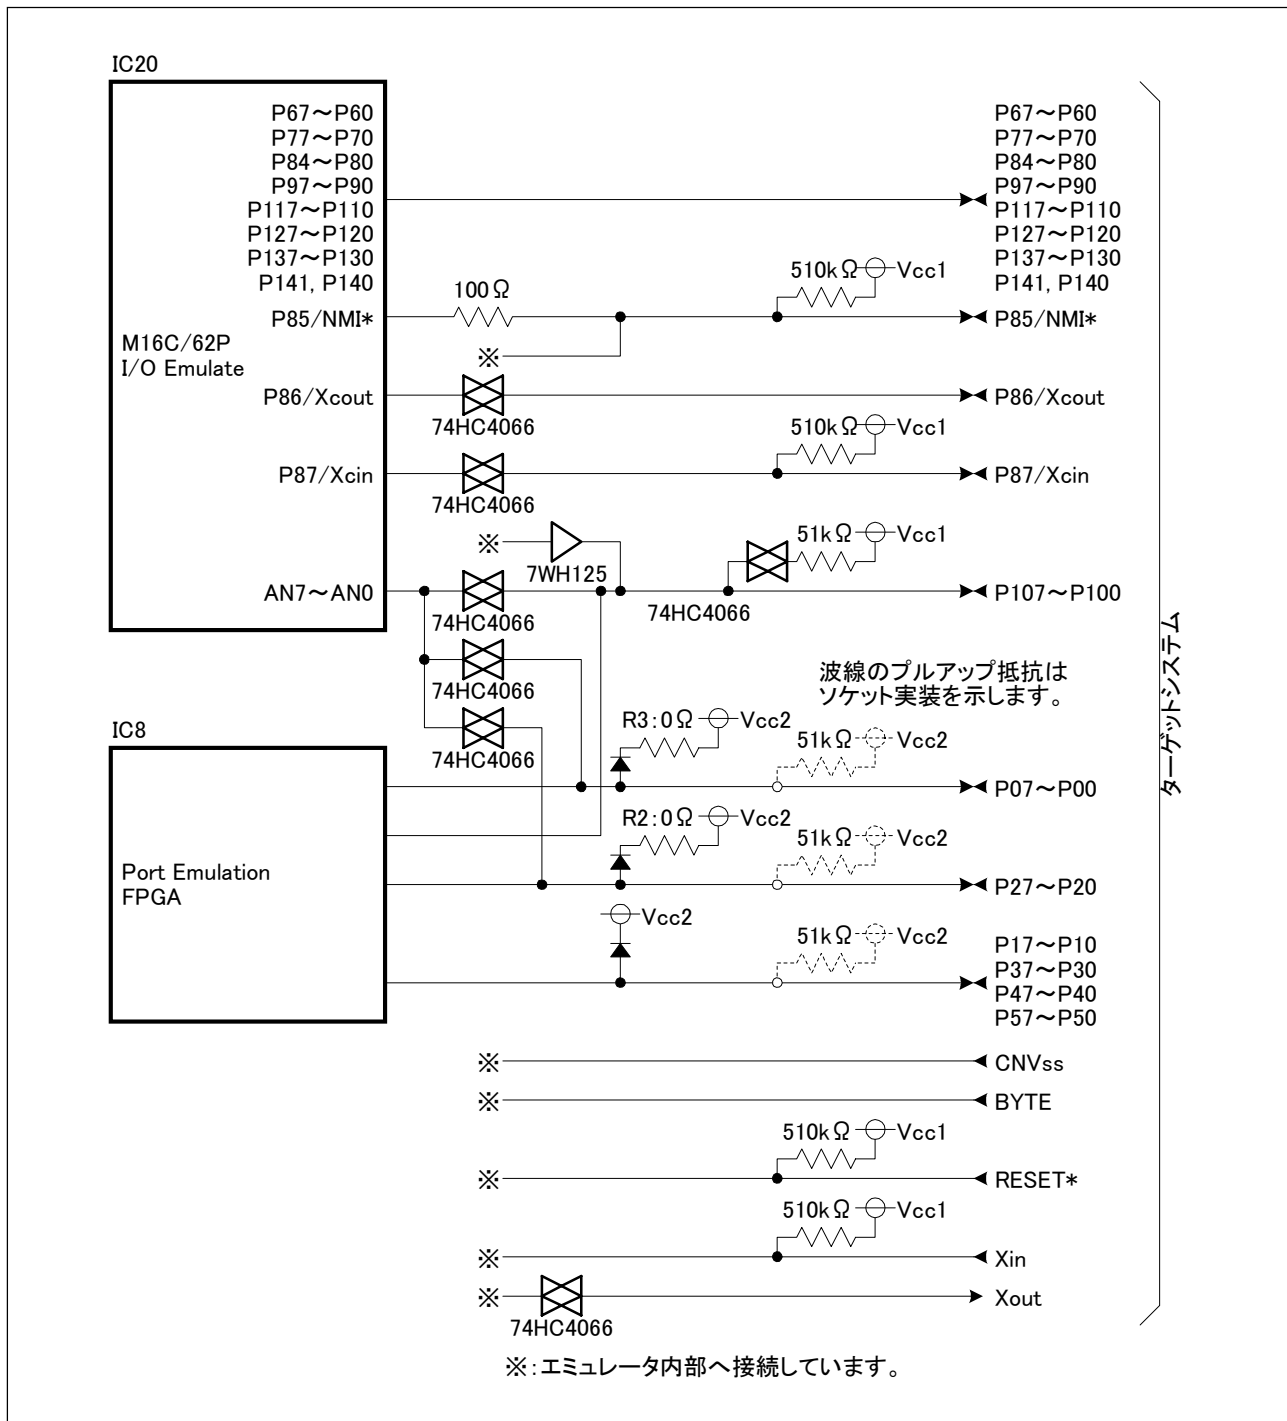 IC20
P67～P60
P77～P70
P84～P80
P97～P90
P117～P110
P127～P120
P137～P130
P141, P140
P67～P60
P77～P70
P84～P80
P97～P90
P117～P110
P127～P120
P137～P130
P141, P140
M16C/62P
I/O Emulate
P85/NMI*
100Ω
510kΩ
Vcc1
P85/NMI*
※
P86/Xcout
74HC4066
P86/Xcout
510kΩ
Vcc1
P87/Xcin
74HC4066
P87/Xcin
※
7WH125
51kΩ
Vcc1
AN7～AN0
74HC4066
74HC4066
P107～P100
74HC4066
74HC4066
波線のプルアップ抵抗は
ソケット実装を示します。
ターゲットシステム
IC8
Port Emulation
FPGA
R3:0Ω
Vcc2
51kΩ
Vcc2
P07～P00
R2:0Ω
Vcc2
51kΩ
Vcc2
P27～P20
Vcc2
51kΩ
Vcc2
P17～P10
P37～P30
P47～P40
P57～P50
※
CNVss
※
BYTE
510kΩ
Vcc1
※
RESET*
510kΩ
Vcc1
※
Xin
※
74HC4066
Xout
※:エミュレータ内部へ接続しています。